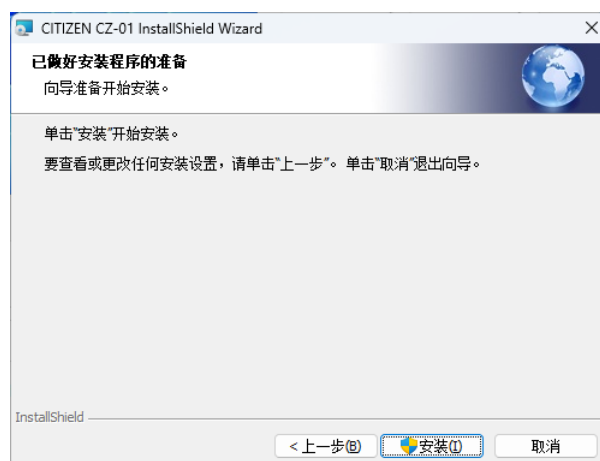 CITIZEN CZ-01 InstallShield Wizard
已做好安装程序的准备
向导准备开始安装。
单击"安装"开始安装。
要查看或更改任何安装设置，请单击"上一步"。单击"取消"退出向导。
InstallShield
< 上一步(B)
安装(I)
取消